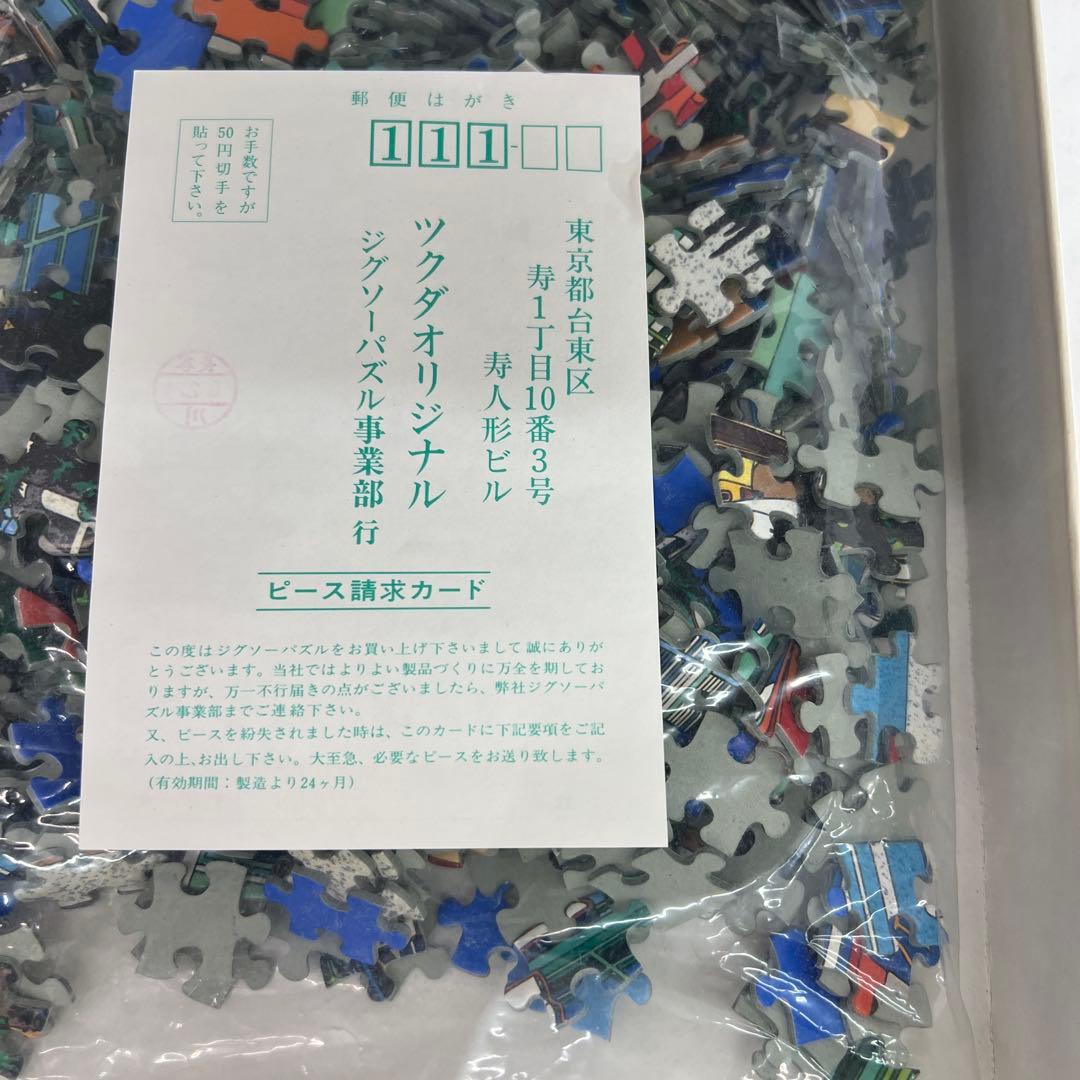 郵便はがき
111-
お手数ですが
50円切手を
貼って下さい。
東京都台東区
寿1丁目10番3号
寿人形ビル
ツクダオリジナル
ジグソーパズル事業部 行
ピース請求カード
この度はジグソーパズルをお買い上げ下さいまして誠にありが
とうございます。当社ではよりよい製品づくりに万全を期してお
りますが、万一不行届きの点がございましたら、弊社ジグソーパ
ズル事業部までご連絡下さい。
又、ピースを紛失されました時は、このカードに下記要項をご記
入の上、お出し下さい。大至急、必要なピースをお送り致します。
(有効期間：製造より24ヶ月)